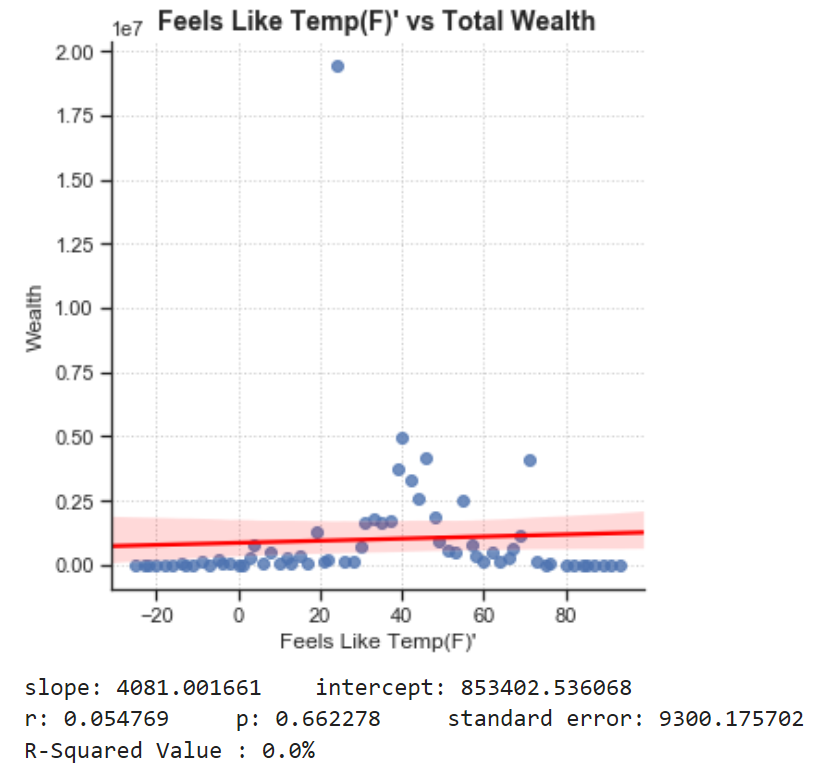 1e7 Feels Like Temp(F)' vs Total Wealth
2.00
1.75
1.50
1.25
1.00
0.75
0.50
0.25
0.00
Wealth
−20 0 20 40 60 80
Feels Like Temp(F)'
slope: 4081.001661 intercept: 853402.536068
r: 0.054769 p: 0.662278 standard error: 9300.175702
R-Squared Value : 0.0%